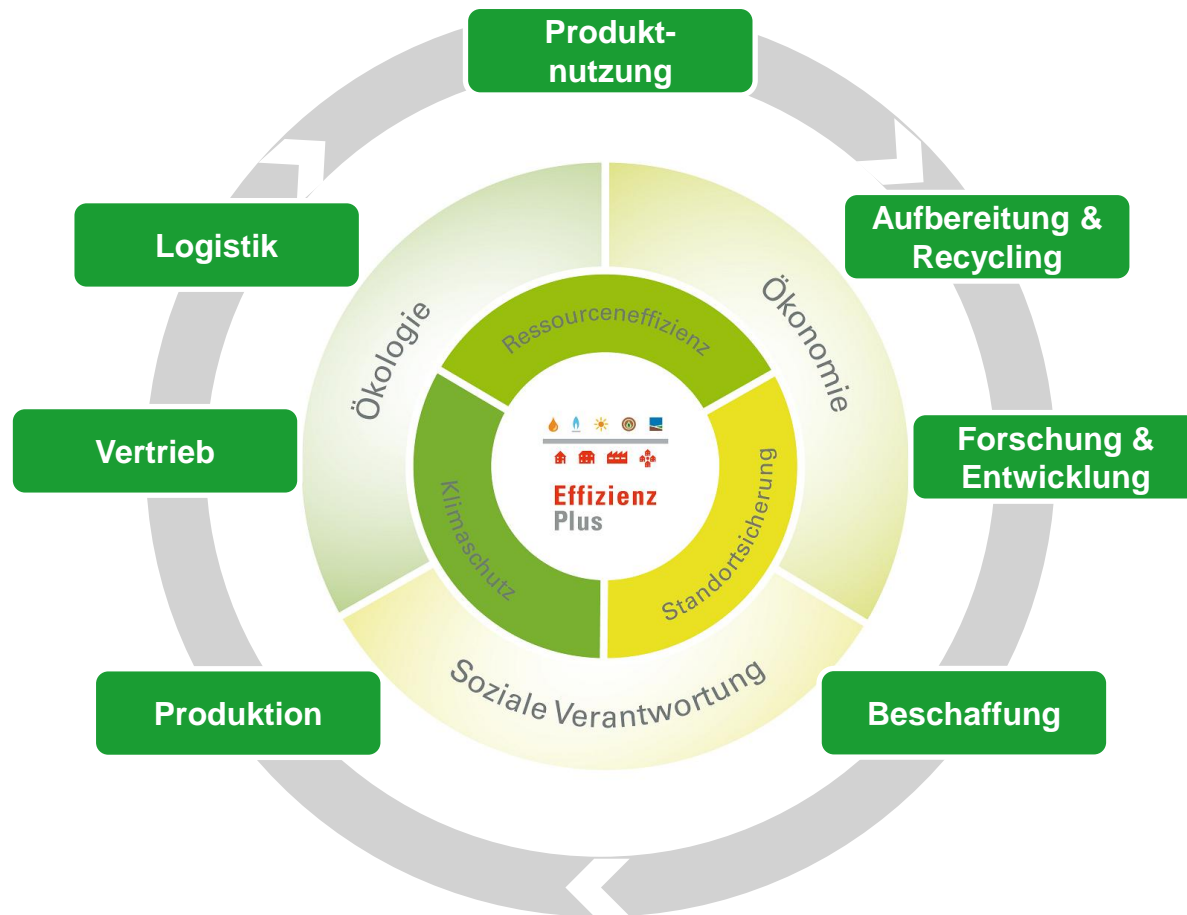 Produkt-
nutzung
Aufbereitung &
Recycling
Forschung &
Entwicklung
Beschaffung
Produktion
Vertrieb
Logistik
Ökologie
Ökonomie
Soziale Verantwortung
Ressourceneffizienz
Standortsicherung
Klimaschutz
Effizienz
Plus